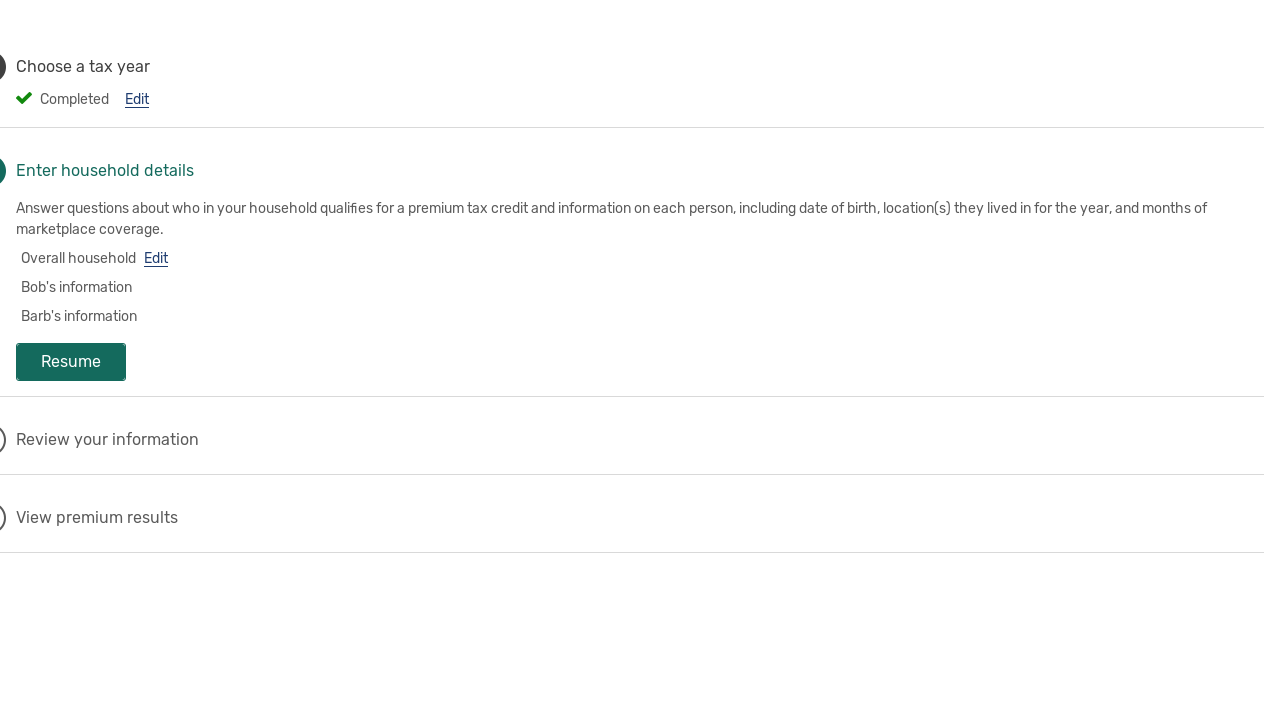 Choose a tax year
Completed Edit
Enter household details
Answer questions about who in your household qualifies for a premium tax credit and information on each person, including date of birth, location(s) they lived in for the year, and months of
marketplace coverage.
Overall household Edit
Bob's information
Barb's information
Resume
Review your information
View premium results